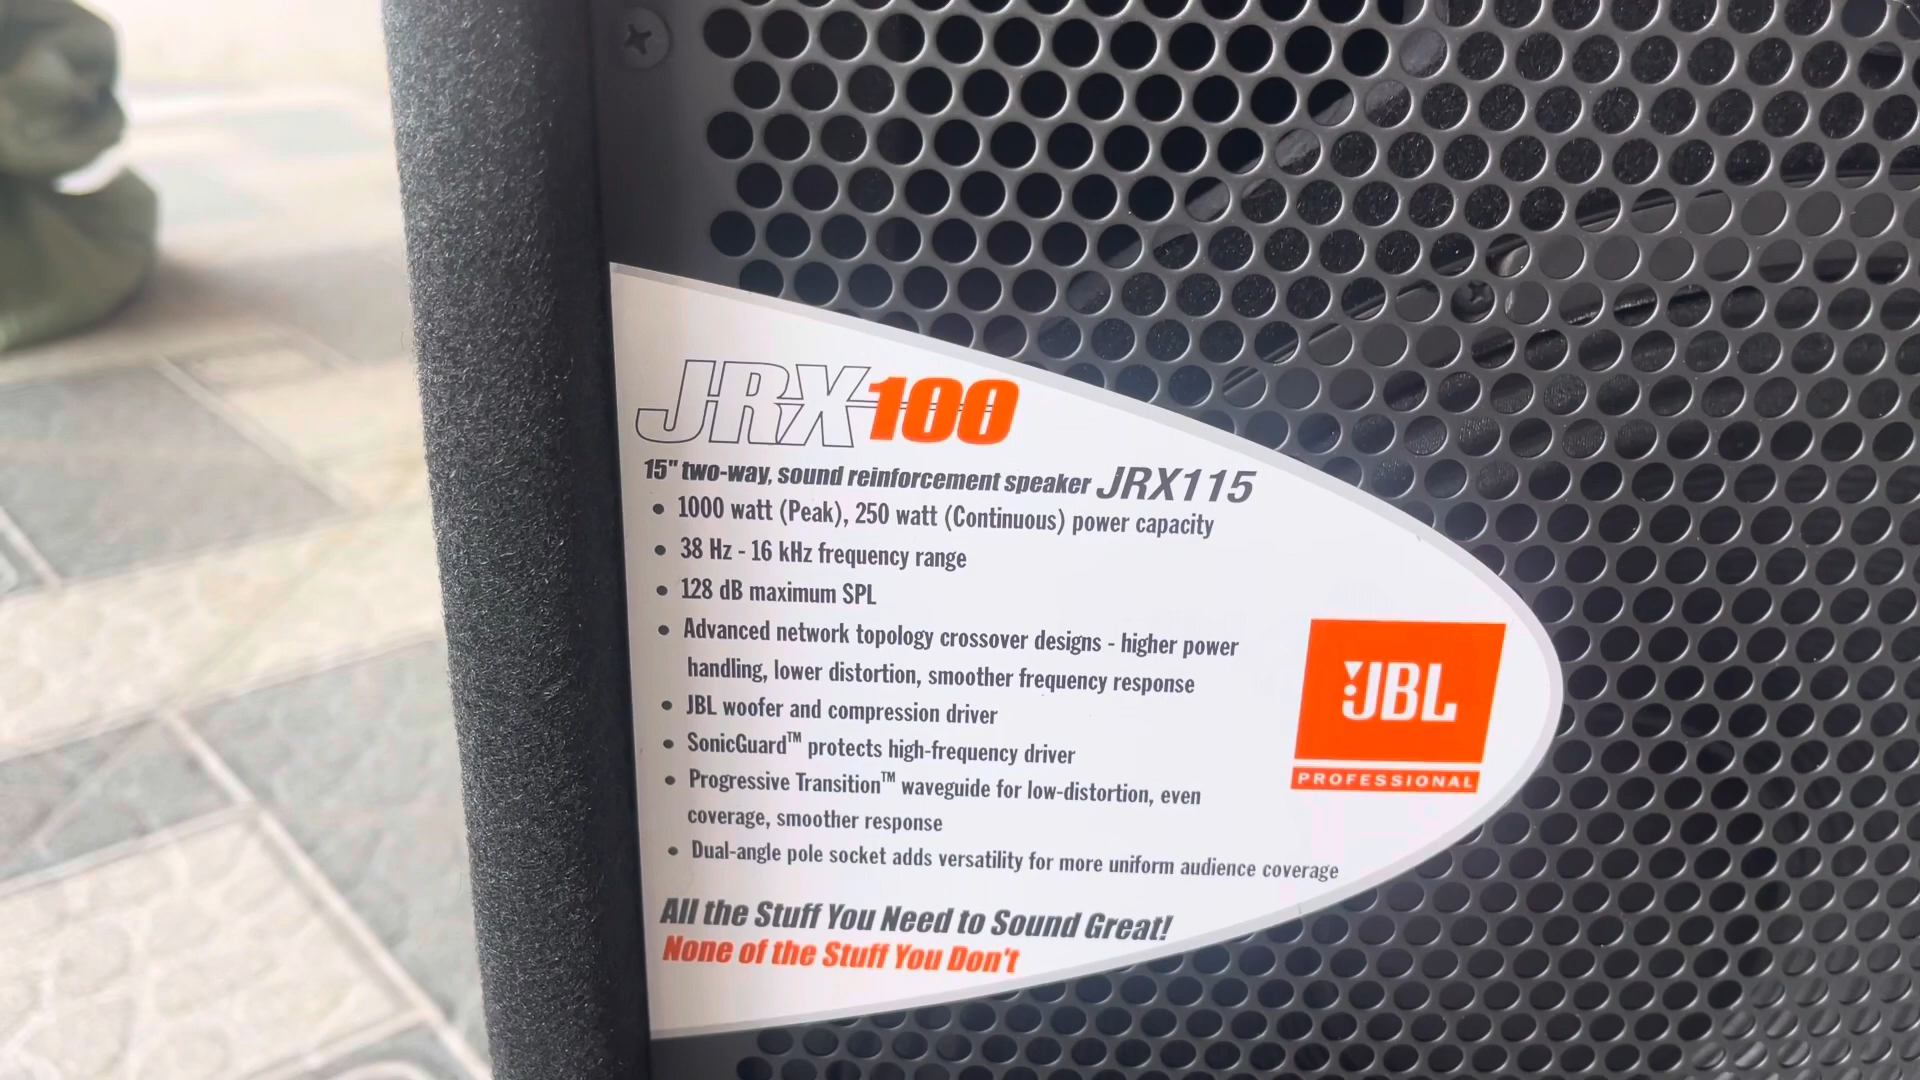 JRX100
15" two-way, sound reinforcement speaker JRX115
• 1000 watt (Peak), 250 watt (Continuous) power capacity
• 38 Hz - 16 kHz frequency range
• 128 dB maximum SPL
• Advanced network topology crossover designs - higher power
handling, lower distortion, smoother frequency response
• JBL woofer and compression driver
• SonicGuard™ protects high-frequency driver
• Progressive Transition™ waveguide for low-distortion, even
coverage, smoother response
• Dual-angle pole socket adds versatility for more uniform audience coverage
All the Stuff You Need to Sound Great!
None of the Stuff You Don't
JBL
PROFESSIONAL